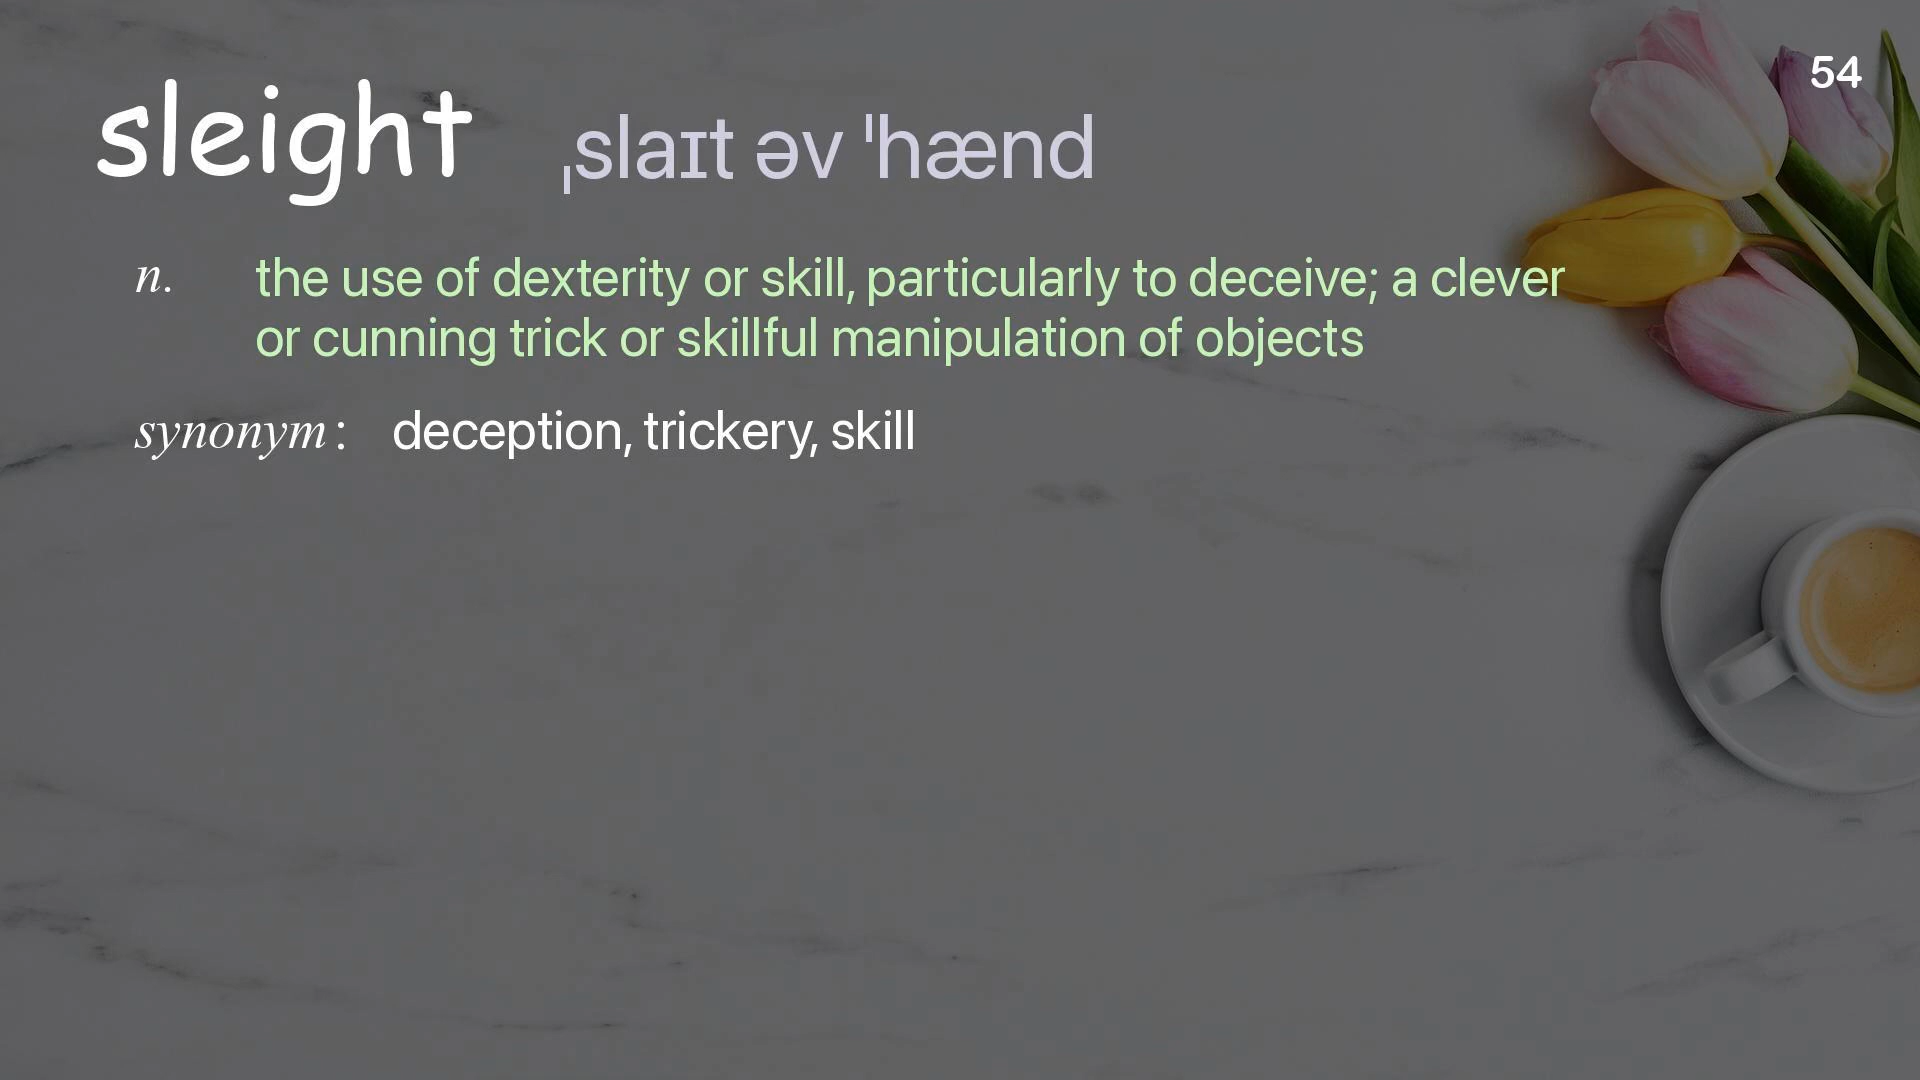 54
sleight ˌslaɪt əv ˈhænd
n. the use of dexterity or skill, particularly to deceive; a clever
or cunning trick or skillful manipulation of objects
synonym: deception, trickery, skill